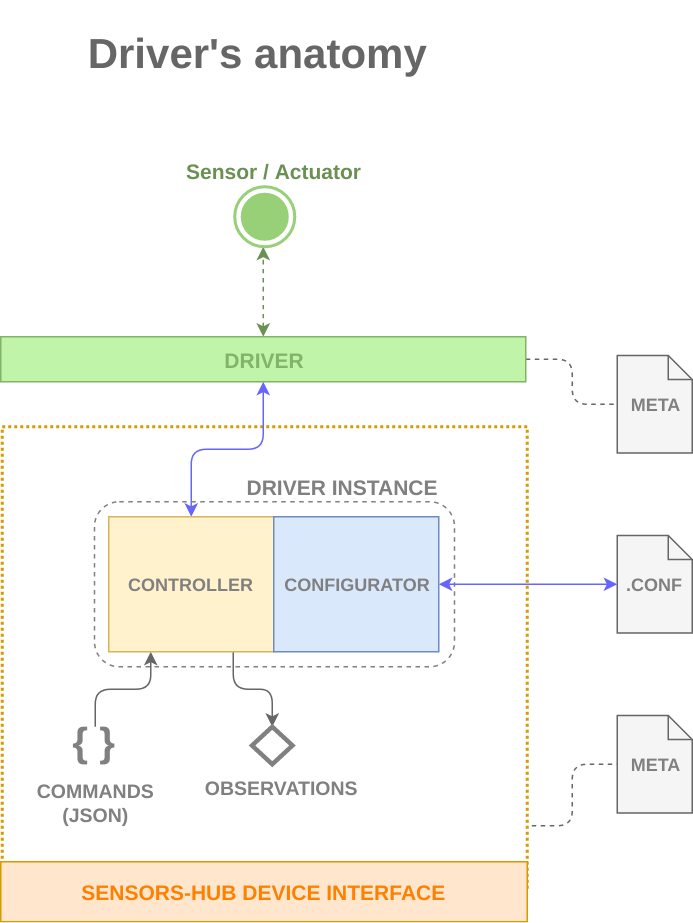 Driver's anatomy
Sensor / Actuator
DRIVER
META
DRIVER INSTANCE
CONTROLLER
CONFIGURATOR
.CONF
{ }
META
COMMANDS
(JSON)
OBSERVATIONS
SENSORS-HUB DEVICE INTERFACE